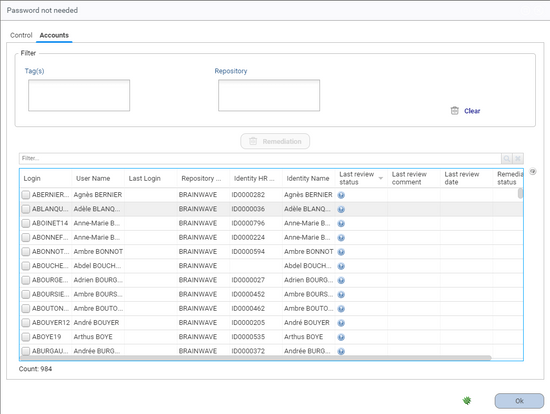 Password not needed
Control Accounts
Filter
Tag(s) Repository
Clear
Remediation
Filter...
Login User Name Last Login Repository ... Identity HR ... Identity Name Last review status Last review comment Last review date Remedia status
ABERNIER... Agnès BERNIER BRAINWAVE ID0000282 Agnès BERNIER
ABLANQU... Adèle BLANQ... BRAINWAVE ID0000036 Adèle BLANQ...
ABOINET14 Anne-Marie B... BRAINWAVE ID0000796 Anne-Marie B...
ABONNEF... Anne-Marie B... BRAINWAVE ID0000224 Anne-Marie B...
ABONNOT... Ambre BONNOT BRAINWAVE ID0000594 Ambre BONNOT
ABOUCHE... Abdel BOUCH... BRAINWAVE Abdel BOUCH...
ABOURGE... Adrien BOURG... BRAINWAVE ID0000027 Adrien BOURG...
ABOURSIE... Ambre BOURS... BRAINWAVE ID0000452 Ambre BOURS...
ABOUTON... Ambre BOUTO... BRAINWAVE ID0000462 Ambre BOUTO...
ABOUYER12 André BOUYER BRAINWAVE ID0000205 André BOUYER
ABOYE19 Arthus BOYE BRAINWAVE ID0000535 Arthus BOYE
ABURGAU... Andrée BURG... BRAINWAVE ID0000372 Andrée BURG...
Count: 984
Ok